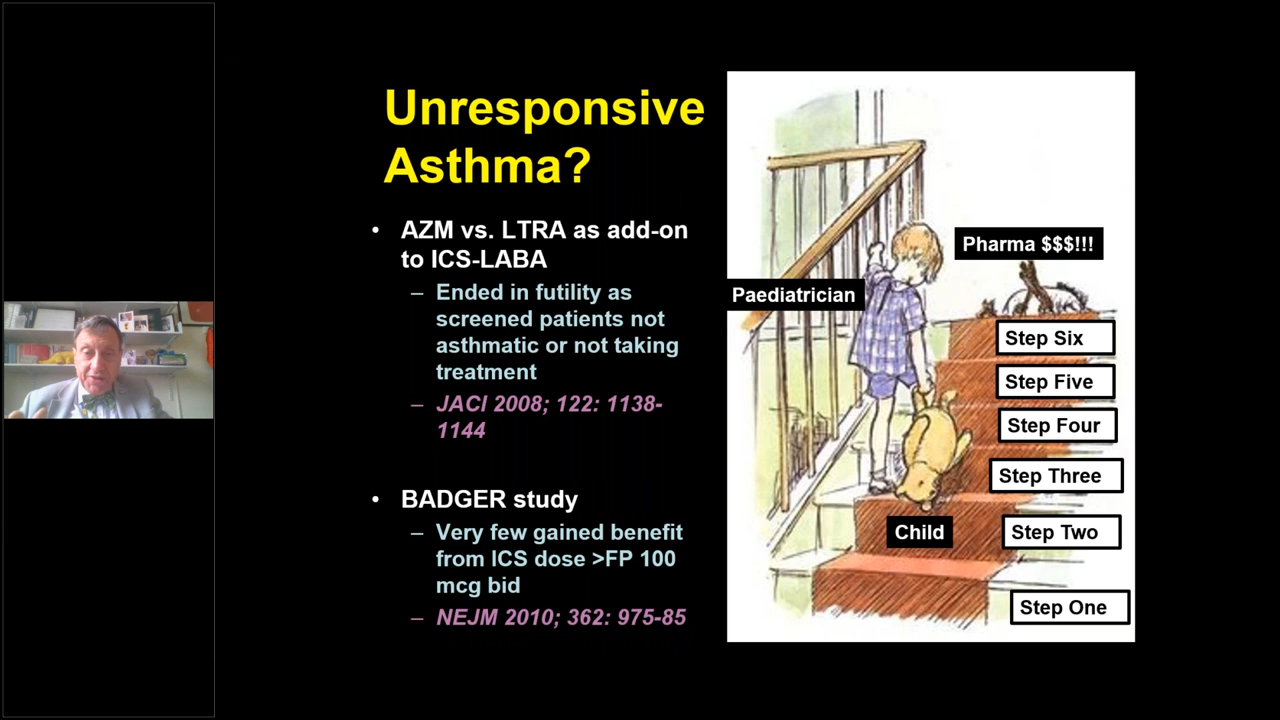 Unresponsive
Asthma?
• AZM vs. LTRA as add-on
to ICS-LABA
– Ended in futility as
screened patients not
asthmatic or not taking
treatment
– JACI 2008; 122: 1138-
1144
• BADGER study
– Very few gained benefit
from ICS dose >FP 100
mcg bid
– NEJM 2010; 362: 975-85
Pharma $$$!!!
Paediatrician
Step Six
Step Five
Step Four
Step Three
Child
Step Two
Step One